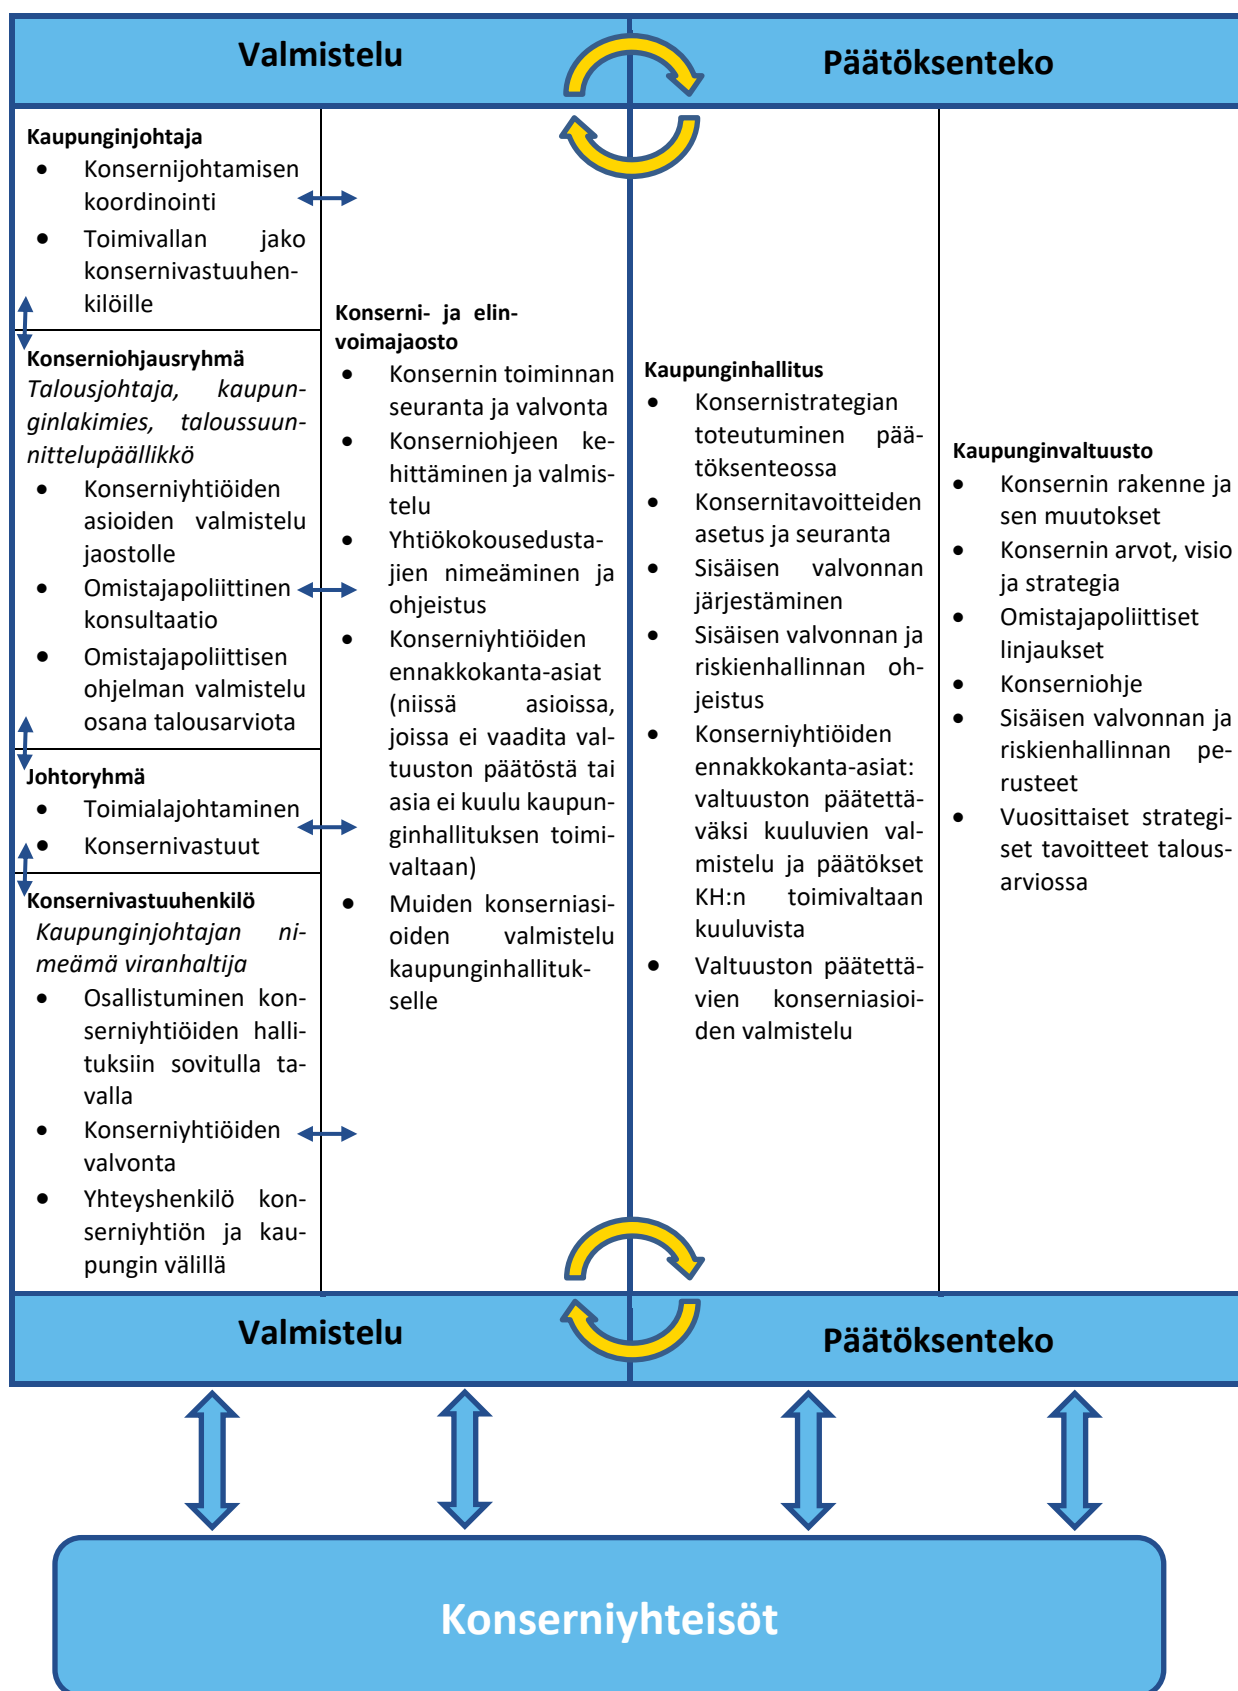 Valmistelu
Päätöksenteko
Kaupunginjohtaja
• Konsernijohtamisen
koordinointi
• Toimivallan jako
konsernivastuuhen-
kilöille
Konserniohjausryhmä
Talousjohtaja, kaupun-
ginlakimies, taloussuun-
nittelupäällikkö
• Konserniyhtiöiden
asioiden valmistelu
jaostolle
• Omistajapoliittinen
konsultaatio
• Omistajapoliittisen
ohjelman valmistelu
osana talousarviota
Johtoryhmä
• Toimialajohtaminen
• Konsernivastuut
Konsernivastuuhenkilö
Kaupunginjohtajan ni-
meämä viranhaltija
• Osallistuminen kon-
serniyhtiöiden halli-
tuksiin sovitulla ta-
valla
• Konserniyhtiöiden
valvonta
• Yhteyshenkilö kon-
serniyhtiön ja kau-
pungin välillä
Konserni- ja elin-
voimajaosto
• Konsernin toiminnan
seuranta ja valvonta
• Konserniohjeen ke-
hittäminen ja valmis-
telu
• Yhtiökokousedusta-
jien nimeäminen ja
ohjeistus
• Konserniyhtiöiden
ennakkokanta-asiat
(niissä asioissa,
joissa ei vaadita val-
tuuston päätöstä tai
asia ei kuulu kaupun-
ginhallituksen toimi-
valtaan)
• Muiden konserniasi-
oiden valmistelu
kaupunginhallituk-
selle
Kaupunginhallitus
• Konsernistrategian
toteutuminen pää-
töksenteossa
• Konsernitavoitteiden
asetus ja seuranta
• Sisäisen valvonnan
järjestäminen
• Sisäisen valvonnan ja
riskienhallinnan oh-
jeistus
• Konserniyhtiöiden
ennakkokanta-asiat:
valtuuston päätettä-
väksi kuuluvien val-
mistelu ja päätökset
KH:n toimivaltaan
kuuluvista
• Valtuuston päätettä-
vien konserniasioi-
den valmistelu
Kaupunginvaltuusto
• Konsernin rakenne ja
sen muutokset
• Konsernin arvot, visio
ja strategia
• Omistajapoliittiset
linjaukset
• Konserniohje
• Sisäisen valvonnan ja
riskienhallinnan pe-
rusteet
• Vuosittaiset strategi-
set tavoitteet talous-
arviossa
Valmistelu
Päätöksenteko
Konserniyhteisöt